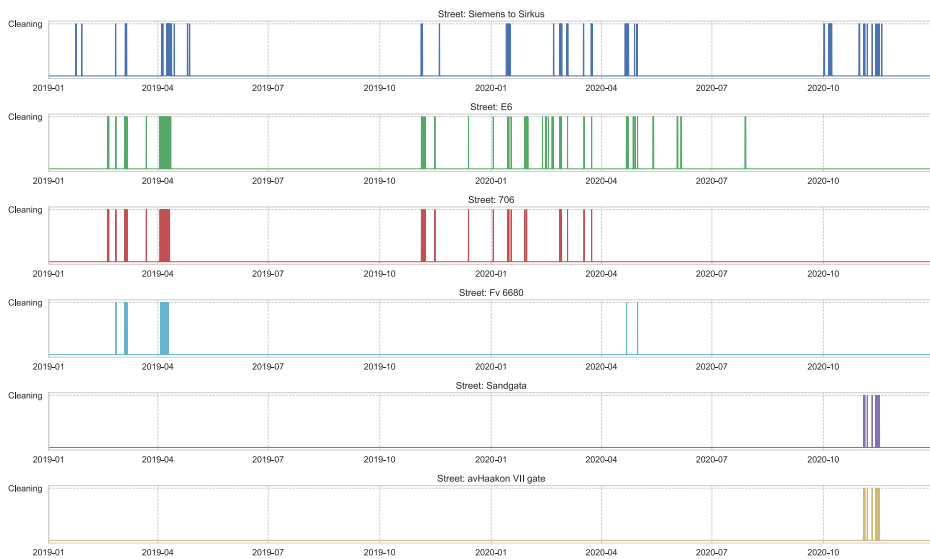 Street: Siemens to Sirkus
Cleaning
2019-01 2019-04 2019-07 2019-10 2020-01 2020-04 2020-07 2020-10
Street: E6
Cleaning
2019-01 2019-04 2019-07 2019-10 2020-01 2020-04 2020-07 2020-10
Street: 706
Cleaning
2019-01 2019-04 2019-07 2019-10 2020-01 2020-04 2020-07 2020-10
Street: Fv 6680
Cleaning
2019-01 2019-04 2019-07 2019-10 2020-01 2020-04 2020-07 2020-10
Street: Sandgata
Cleaning
2019-01 2019-04 2019-07 2019-10 2020-01 2020-04 2020-07 2020-10
Street: avHaakon VII gate
Cleaning
2019-01 2019-04 2019-07 2019-10 2020-01 2020-04 2020-07 2020-10